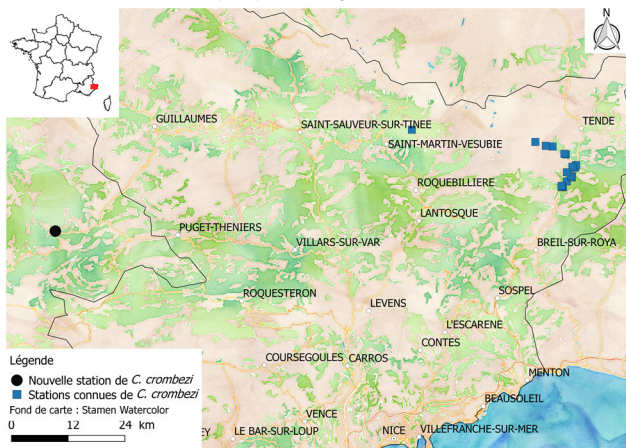 N
GUILLAUMES
SAINT-SAUVEUR-SUR-TINEE
TENDE
SAINT-MARTIN-VESUBIE
ROQUEBILLIERE
LANTOSQUE
PUGET-THENIERS
VILLARS-SUR-VAR
BREIL-SUR-ROYA
ROQUESTERON
SOSPEL
LEVENS
L'ESCARENE
CONTES
COURSEGOULES
CARROS
MENTON
BEAUSOLEIL
VENCE
EY
LE BAR-SUR-LOUP
NICE
VILLEFRANCHE-SUR-MER
Légende
Nouvelle station de C. crombezi
Stations connues de C. crombezi
Fond de carte : Stamen Watercolor
0 12 24 km